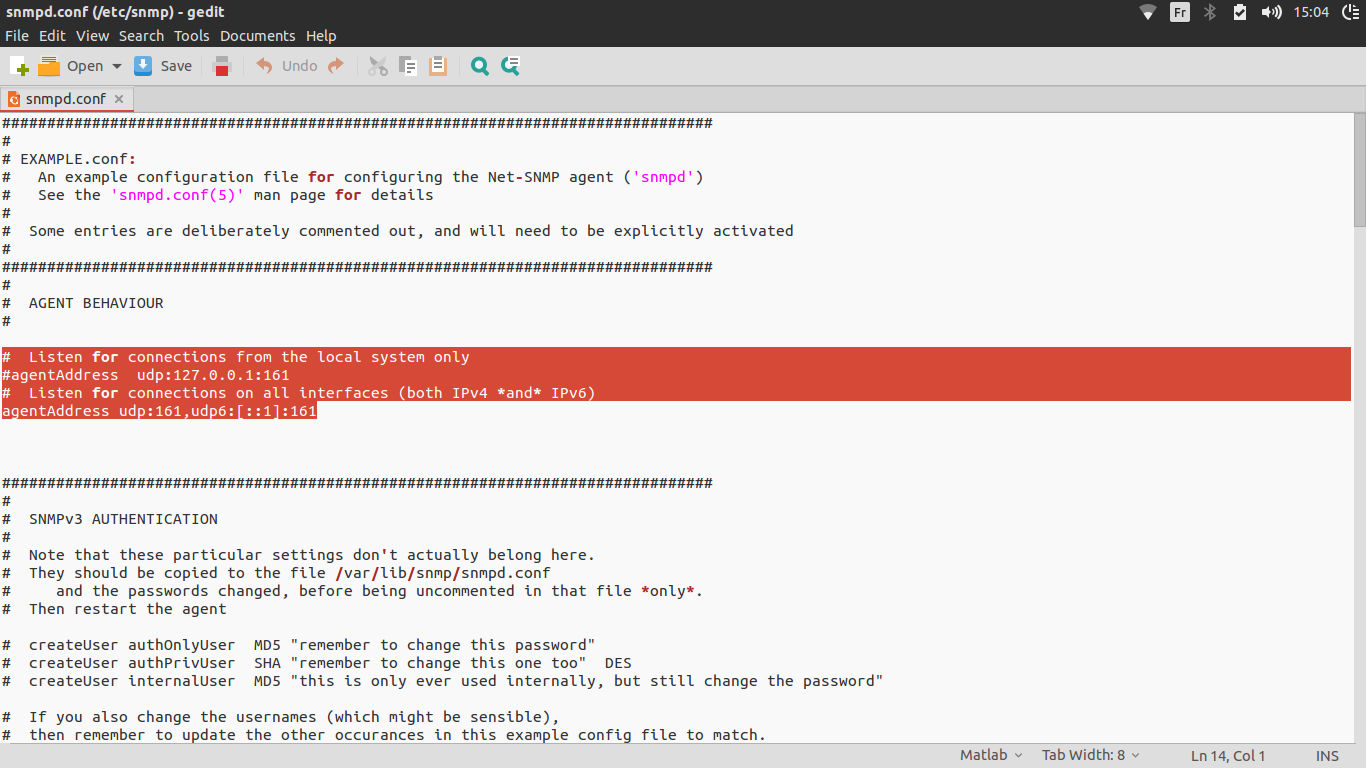 snmpd.conf (/etc/snmp) - gedit
Fr
15:04
File Edit View Search Tools Documents Help
Open Save Undo
snmpd.conf ×
###############################################################################
#
# EXAMPLE.conf:
#   An example configuration file for configuring the Net-SNMP agent ('snmpd')
#   See the 'snmpd.conf(5)' man page for details
#
#  Some entries are deliberately commented out, and will need to be explicitly activated
#
###############################################################################
#
#  AGENT BEHAVIOUR
#
#  Listen for connections from the local system only
#agentAddress  udp:127.0.0.1:161
#  Listen for connections on all interfaces (both IPv4 *and* IPv6)
agentAddress udp:161,udp6:[::1]:161
###############################################################################
#
#  SNMPv3 AUTHENTICATION
#
#  Note that these particular settings don't actually belong here.
#  They should be copied to the file /var/lib/snmp/snmpd.conf
#     and the passwords changed, before being uncommented in that file *only*.
#  Then restart the agent
#  createUser authOnlyUser  MD5 "remember to change this password"
#  createUser authPrivUser  SHA "remember to change this one too"  DES
#  createUser internalUser  MD5 "this is only ever used internally, but still change the password"
#  If you also change the usernames (which might be sensible),
#  then remember to update the other occurances in this example config file to match.
Matlab Tab Width: 8 Ln 14, Col 1 INS